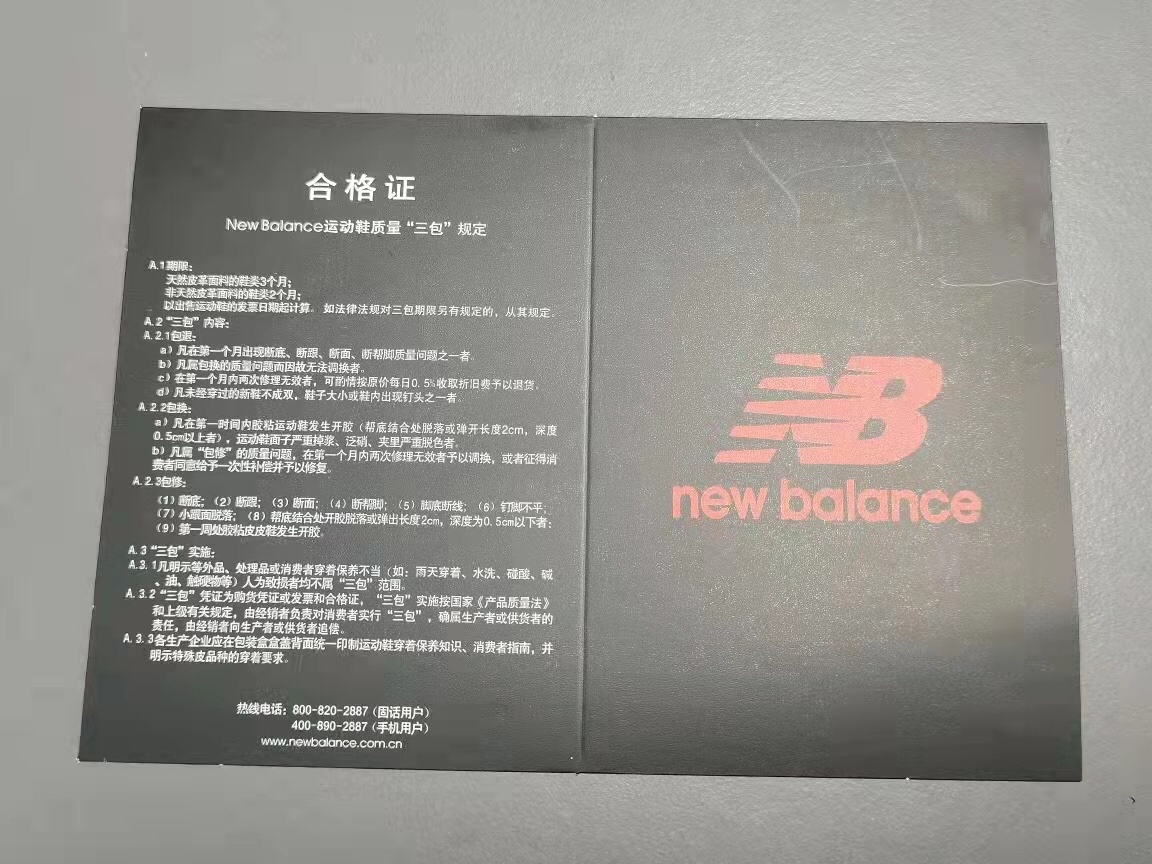 合格证
New Balance运动鞋质量“三包”规定
A.1期限：
天然皮革面料的鞋类3个月；
非天然皮革面料的鞋类2个月；
以出售运动鞋的发票日期起计算。如法律法规对三包期限另有规定的，从其规定。
A.2“三包”内容：
A.2.1包退：
a）凡在第一个月出现断底、断跟、断面、断帮脚质量问题之一者。
b）凡属包换的质量问题而因故无法调换者。
c）在第一个月内两次修理无效者，可酌情按原价每日0.5%收取折旧费予以退货。
d）凡未经穿过的新鞋不成双，鞋子大小或鞋内出现钉头之一者。
A.2.2包换：
a）凡在第一时间内胶粘运动鞋发生开胶（帮底结合处脱落或弹开长度2cm，深度
0.5cm以上者），运动鞋面子严重掉浆、泛硝、夹里严重脱色者。
b）凡属“包修”的质量问题，在第一个月内两次修理无效者予以调换，或者征得消
费者同意给予一次性补偿并予以修复。
A.2.3包修：
（1）断底；（2）断跟；（3）断面；（4）断帮脚；（5）脚底断线；（6）钉脚不平；
（7）小跟面脱落；（8）帮底结合处开胶脱落或弹出长度2cm，深度为0.5cm以下者；
（9）第一周处胶粘皮皮鞋发生开胶。
A.3“三包”实施：
A.3.1凡明示等外品、处理品或消费者穿着保养不当（如：雨天穿着、水洗、碰酸、碱
、油、触硬物等）人为致损者均不属“三包”范围。
A.3.2“三包”凭证为购货凭证或发票和合格证，“三包”实施按国家《产品质量法》
和上级有关规定，由经销者负责对消费者实行“三包”，确属生产者或供货者的
责任，由经销者向生产者或供货者追偿。
A.3.3各生产企业应在包装盒盒盖背面统一印制运动鞋穿着保养知识、消费者指南，并
明示特殊皮品种的穿着要求。
热线电话：800-820-2887（固话用户）
400-890-2887（手机用户）
www.newbalance.com.cn
NB
new balance